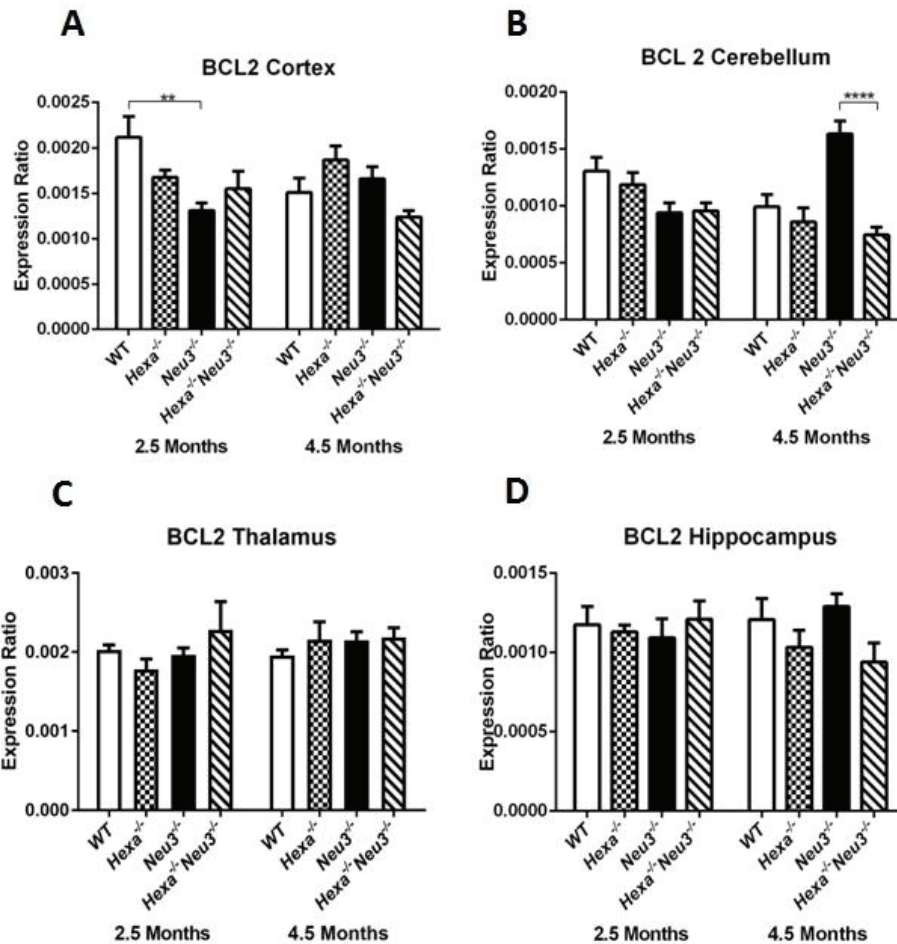 A
BCL2 Cortex
Expression Ratio
0.0025
0.0020
0.0015
0.0010
0.0005
0.0000
**
WT
Hexa-/-
Neu3-/-
Hexa-/-Neu3-/-
WT
Hexa-/-
Neu3-/-
Hexa-/-Neu3-/-
2.5 Months
4.5 Months
B
BCL 2 Cerebellum
Expression Ratio
0.0020
0.0015
0.0010
0.0005
0.0000
****
WT
Hexa-/-
Neu3-/-
Hexa-/-Neu3-/-
WT
Hexa-/-
Neu3-/-
Hexa-/-Neu3-/-
2.5 Months
4.5 Months
C
BCL2 Thalamus
Expression Ratio
0.003
0.002
0.001
0.000
WT
Hexa-/-
Neu3-/-
Hexa-/-Neu3-/-
WT
Hexa-/-
Neu3-/-
Hexa-/-Neu3-/-
2.5 Months
4.5 Months
D
BCL2 Hippocampus
Expression Ratio
0.0015
0.0010
0.0005
0.0000
WT
Hexa-/-
Neu3-/-
Hexa-/-Neu3-/-
WT
Hexa-/-
Neu3-/-
Hexa-/-Neu3-/-
2.5 Months
4.5 Months